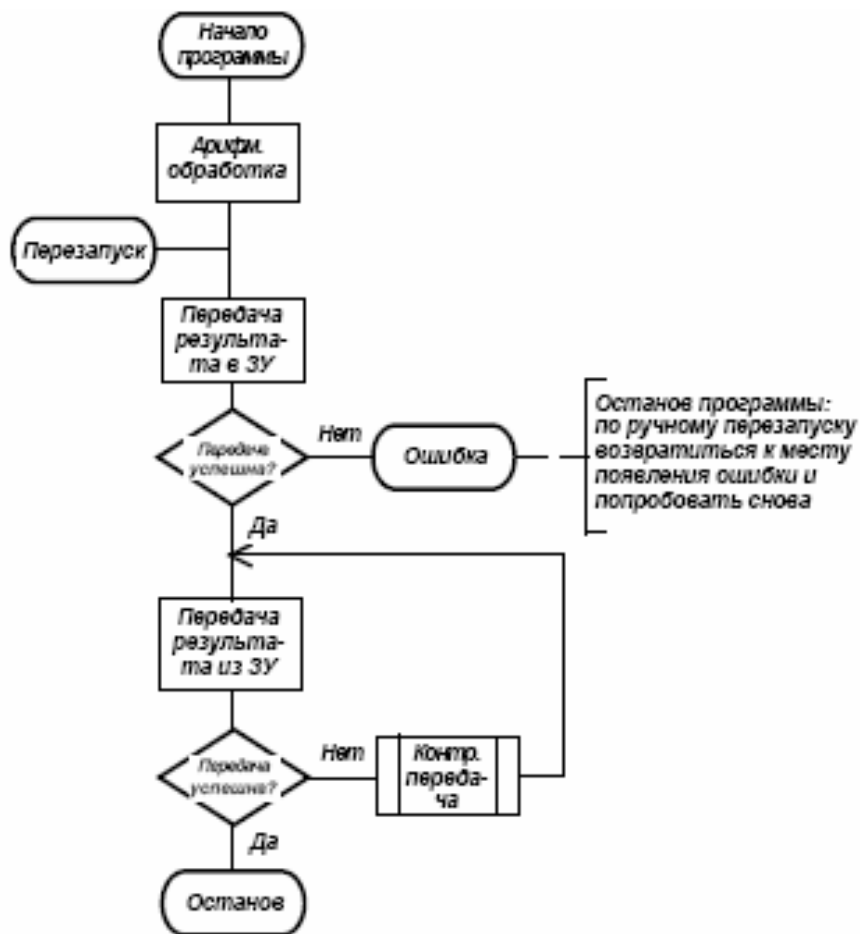 Начало
программы
Арифм.
обработка
Перезапуск
Передача
результа-
та в ЗУ
Передача
успешна?
Нет
Ошибка
Останов программы:
по ручному перезапуску
возвратиться к месту
появления ошибки и
попробовать снова
Да
Передача
результа-
та из ЗУ
Передача
успешна?
Нет
Контр.
переда-
ча
Да
Останов